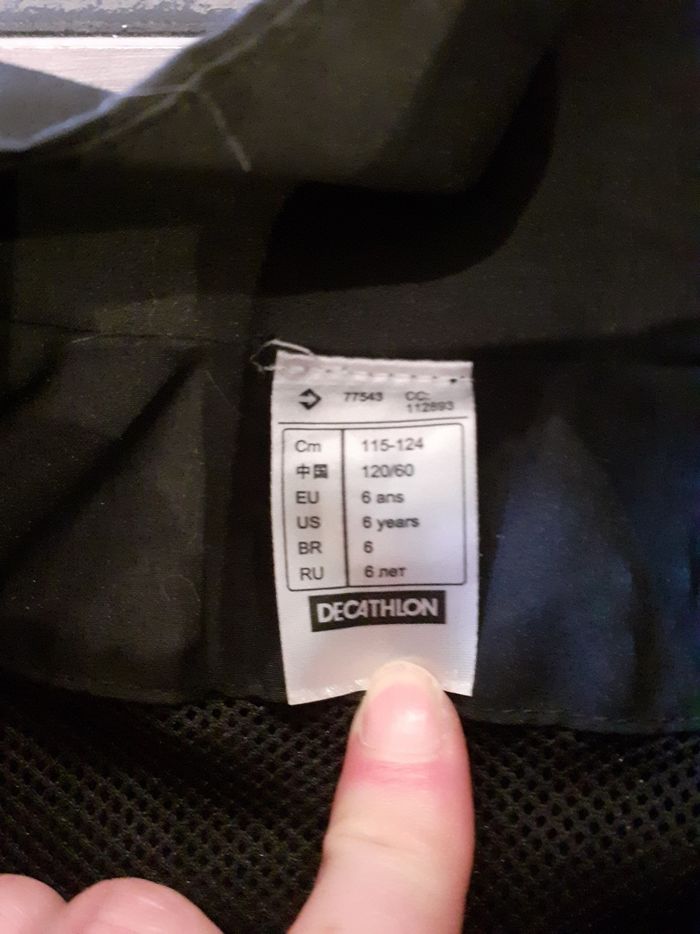 77543 CC:
112893
Cm 115-124
中国 120/60
EU 6 ans
US 6 years
BR 6
RU 6 лет
DECATHLON